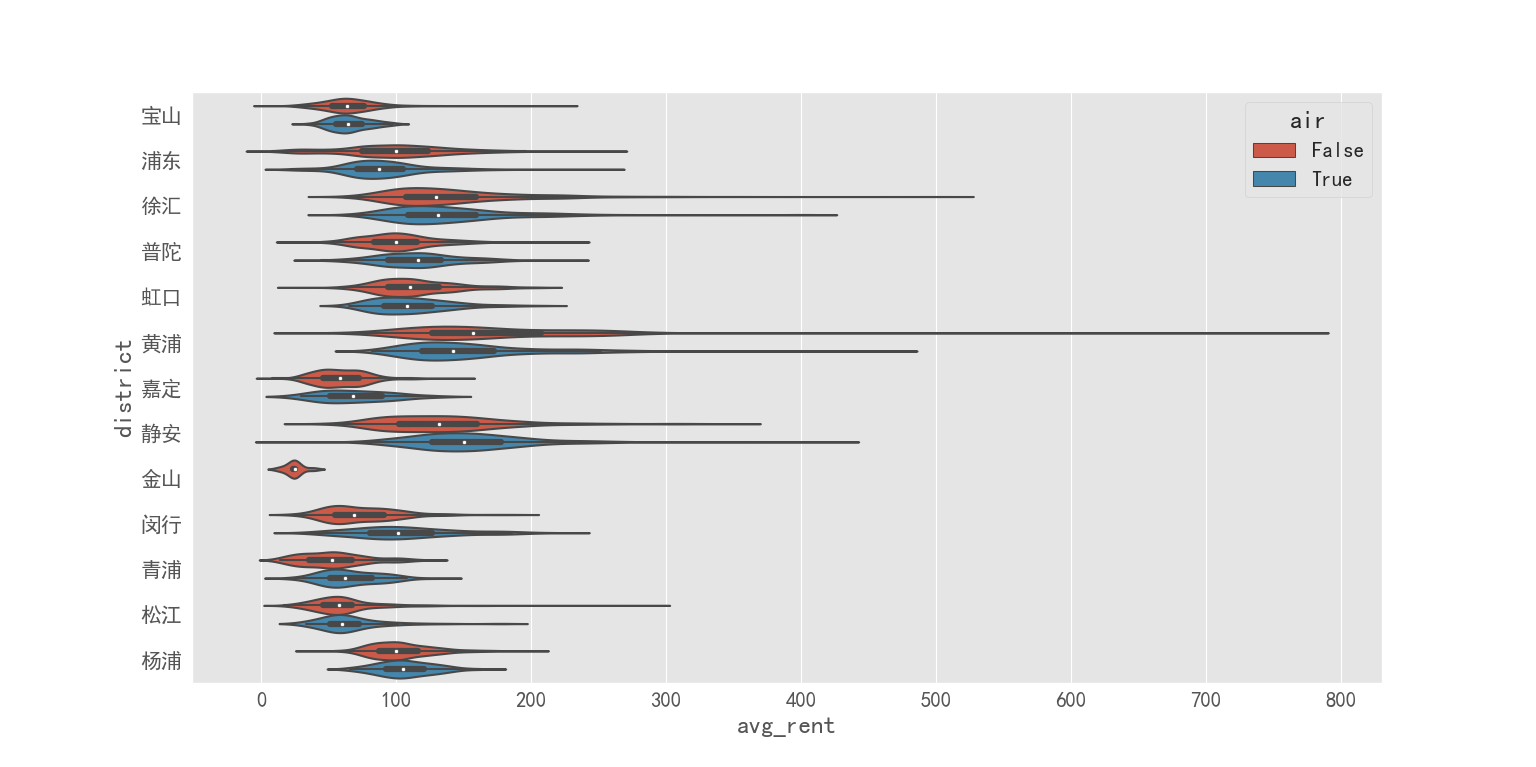 air
False
True
district
宝山
浦东
徐汇
普陀
虹口
黄浦
嘉定
静安
金山
闵行
青浦
松江
杨浦
0 100 200 300 400 500 600 700 800
avg_rent